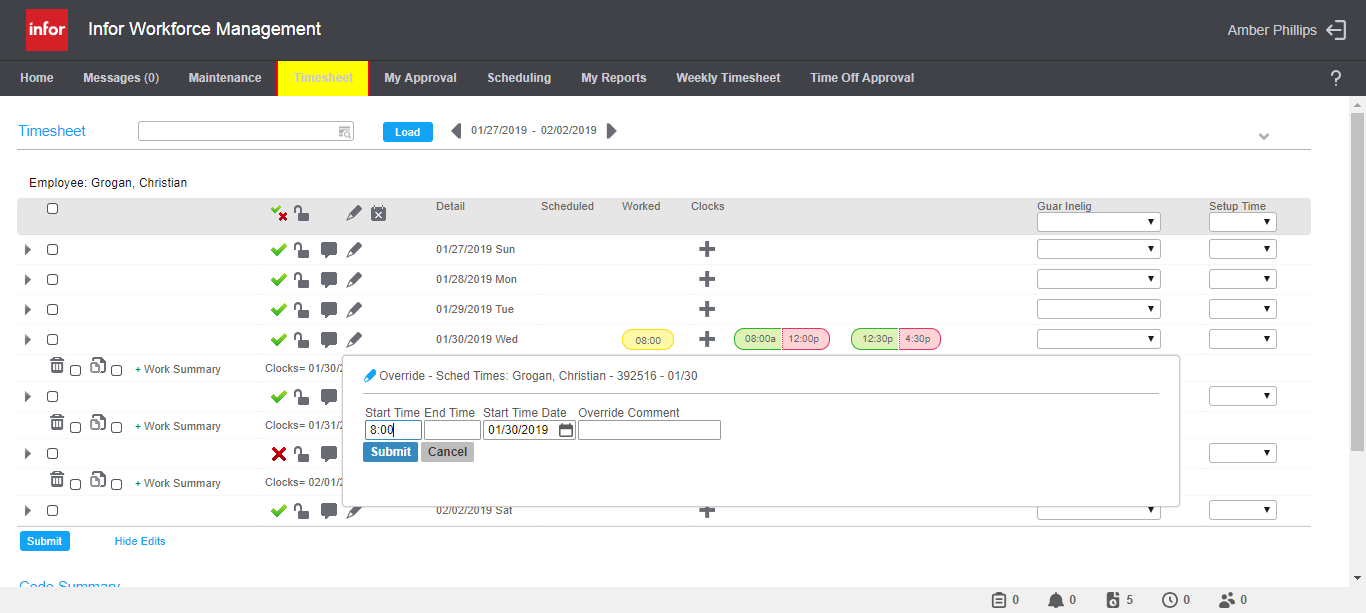 infor Infor Workforce Management Amber Phillips
Home Messages (0) Maintenance Timesheet My Approval Scheduling My Reports Weekly Timesheet Time Off Approval ?
Timesheet Load 01/27/2019 - 02/02/2019
Employee: Grogan, Christian
Detail Scheduled Worked Clocks Guar Inelig Setup Time
01/27/2019 Sun
01/28/2019 Mon
01/29/2019 Tue
01/30/2019 Wed 08:00 08:00a 12:00p 12:30p 4:30p
+ Work Summary Clocks= 01/30/2
Override - Sched Times: Grogan, Christian - 392516 - 01/30
Start Time End Time Start Time Date Override Comment
8:00 01/30/2019
Submit Cancel
+ Work Summary Clocks= 01/31/2
+ Work Summary Clocks= 02/01/2
02/02/2019 Sat
Submit Hide Edits
Code Summary
0 0 5 0 0